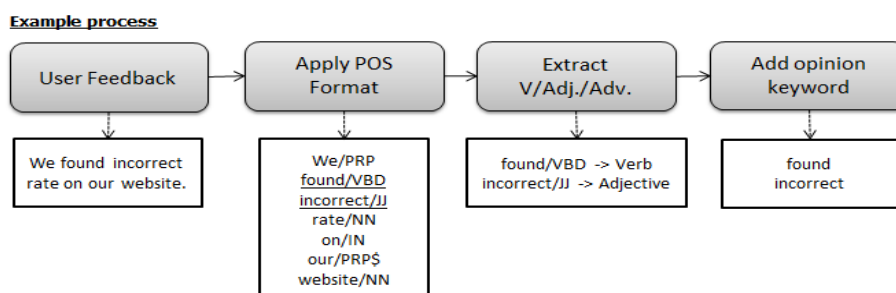 Example process
User Feedback
Apply POS
Format
Extract
V/Adj./Adv.
Add opinion
keyword
We found incorrect
rate on our website.
We/PRP
found/VBD
incorrect/JJ
rate/NN
on/IN
our/PRP$
website/NN
found/VBD -> Verb
incorrect/JJ -> Adjective
found
incorrect